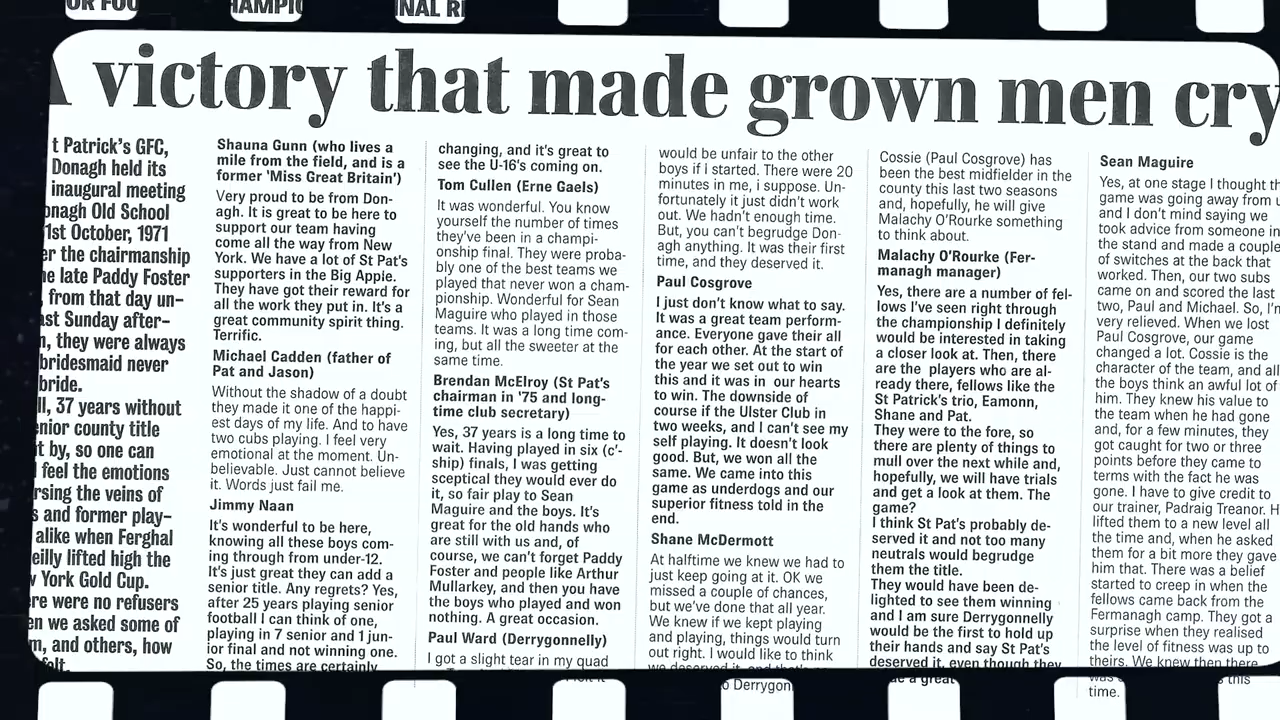 OR FOO
HAMPIO
NAL R
A victory that made grown men cry
t Patrick's GFC,
Donagh held its
inaugural meeting
onagh Old School
1st October, 1971
er the chairmanship
he late Paddy Foster
, from that day un-
ast Sunday after-
n, they were always
bridesmaid never
bride.
ll, 37 years without
enior county title
t by, so one can
feel the emotions
rsing the veins of
s and former play-
alike when Ferghal
eilly lifted high the
w York Gold Cup.
ere were no refusers
en we asked some of
m, and others, how
felt.
Shauna Gunn (who lives a
mile from the field, and is a
former 'Miss Great Britain')
Very proud to be from Don-
agh. It is great to be here to
support our team having
come all the way from New
York. We have a lot of St Pat's
supporters in the Big Apple.
They have got their reward for
all the work they put in. It's a
great community spirit thing.
Terrific.
Michael Cadden (father of
Pat and Jason)
Without the shadow of a doubt
they made it one of the happi-
est days of my life. And to have
two cubs playing. I feel very
emotional at the moment. Un-
believable. Just cannot believe
it. Words just fail me.
Jimmy Naan
It's wonderful to be here,
knowing all these boys com-
ing through from under-12.
It's just great they can add a
senior title. Any regrets? Yes,
after 25 years playing senior
football I can think of one,
playing in 7 senior and 1 jun-
ior final and not winning one.
So, the times are certainly
changing, and it's great to
see the U-16's coming on.
Tom Cullen (Erne Gaels)
It was wonderful. You know
yourself the number of times
they've been in a champi-
onship final. They were proba-
bly one of the best teams we
played that never won a cham-
pionship. Wonderful for Sean
Maguire who played in those
teams. It was a long time com-
ing, but all the sweeter at the
same time.
Brendan McElroy (St Pat's
chairman in '75 and long-
time club secretary)
Yes, 37 years is a long time to
wait. Having played in six (c'-
ship) finals, I was getting
sceptical they would ever do
it, so fair play to Sean
Maguire and the boys. It's
great for the old hands who
are still with us and, of
course, we can't forget Paddy
Foster and people like Arthur
Mullarkey, and then you have
the boys who played and won
nothing. A great occasion.
Paul Ward (Derrygonnelly)
I got a slight tear in my quad
would be unfair to the other
boys if I started. There were 20
minutes in me, i suppose. Un-
fortunately it just didn't work
out. We hadn't enough time.
But, you can't begrudge Don-
agh anything. It was their first
time, and they deserved it.
Paul Cosgrove
I just don't know what to say.
It was a great team perform-
ance. Everyone gave their all
for each other. At the start of
the year we set out to win
this and it was in our hearts
to win. The downside of
course if the Ulster Club in
two weeks, and I can't see my
self playing. It doesn't look
good. But, we won all the
same. We came into this
game as underdogs and our
superior fitness told in the
end.
Shane McDermott
At halftime we knew we had to
just keep going at it. OK we
missed a couple of chances,
but we've done that all year.
We knew if we kept playing
and playing, things would turn
out right. I would like to think
we deserved it, and that's
o Derrygon
Cossie (Paul Cosgrove) has
been the best midfielder in the
county this last two seasons
and, hopefully, he will give
Malachy O'Rourke something
to think about.
Malachy O'Rourke (Fer-
managh manager)
Yes, there are a number of fel-
lows I've seen right through
the championship I definitely
would be interested in taking
a closer look at. Then, there
are the players who are al-
ready there, fellows like the
St Patrick's trio, Eamonn,
Shane and Pat.
They were to the fore, so
there are plenty of things to
mull over the next while and,
hopefully, we will have trials
and get a look at them. The
game?
I think St Pat's probably de-
served it and not too many
neutrals would begrudge
them the title.
They would have been de-
lighted to see them winning
and I am sure Derrygonnelly
would be the first to hold up
their hands and say St Pat's
deserved it, even though they
a great
Sean Maguire
Yes, at one stage I thought th
game was going away from u
and I don't mind saying we
took advice from someone in
the stand and made a couple
of switches at the back that
worked. Then, our two subs
came on and scored the last
two, Paul and Michael. So, I'm
very relieved. When we lost
Paul Cosgrove, our game
changed a lot. Cossie is the
character of the team, and all
the boys think an awful lot of
him. They knew his value to
the team when he had gone
and, for a few minutes, they
got caught for two or three
points before they came to
terms with the fact he was
gone. I have to give credit to
our trainer, Padraig Treanor. H
lifted them to a new level all
the time and, when he asked
them for a bit more they gave
him that. There was a belief
started to creep in when the
fellows came back from the
Fermanagh camp. They got a
surprise when they realised
the level of fitness was up to
theirs. We knew then there
was this
time.